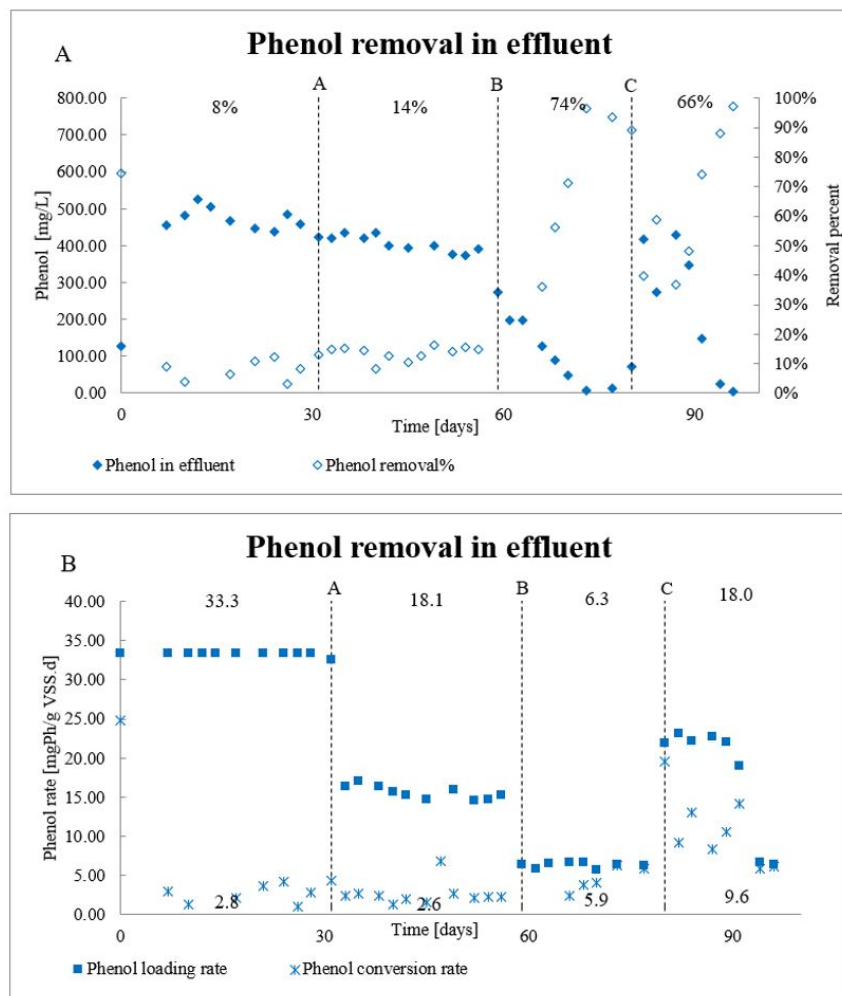 Phenol removal in effluent
A
A B C
8% 14% 74% 66%
800.00
700.00
600.00
500.00
400.00
300.00
200.00
100.00
0.00
Phenol [mg/L]
100%
90%
80%
70%
60%
50%
40%
30%
20%
10%
0%
Removal percent
0 30 60 90
Time [days]
Phenol in effluent Phenol removal%
Phenol removal in effluent
B
A B C
33.3 18.1 6.3 18.0
40.00
35.00
30.00
25.00
20.00
15.00
10.00
5.00
0.00
Phenol rate [mgPh/g VSS.d]
2.8 2.6 5.9 9.6
0 30 60 90
Time [days]
Phenol loading rate Phenol conversion rate